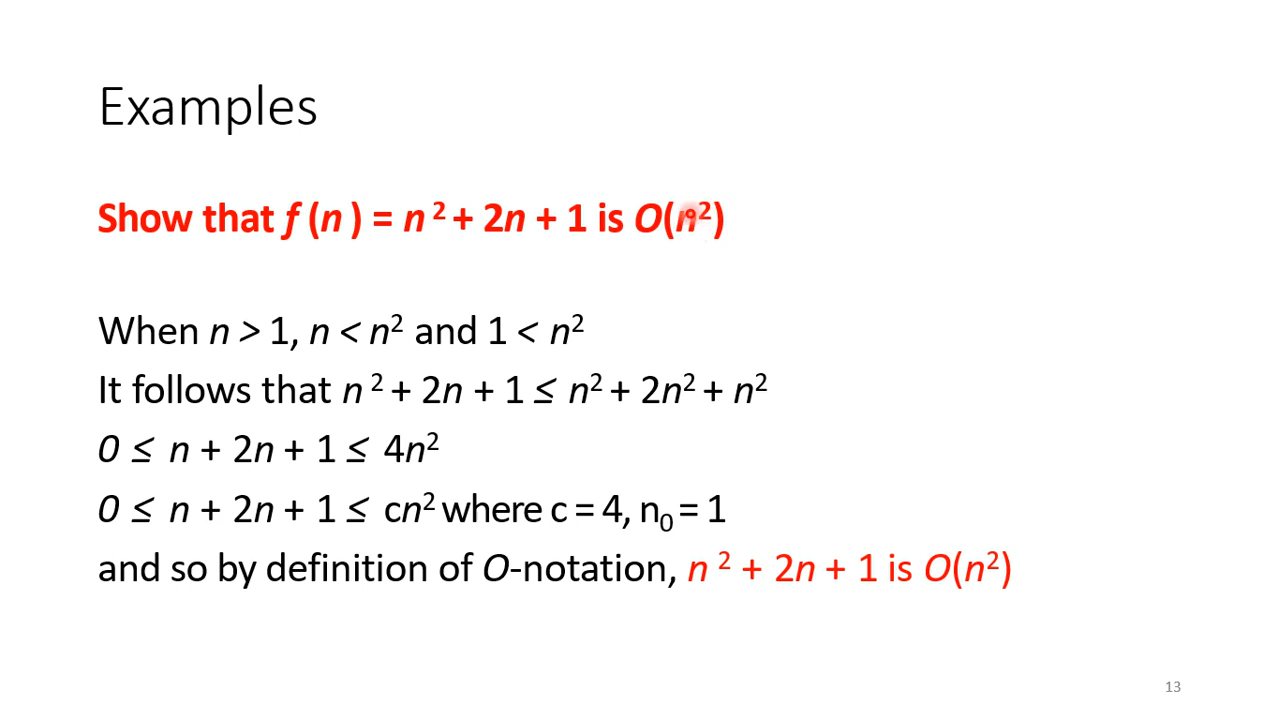 Examples
Show that f (n ) = n ² + 2n + 1 is O(n²)
When n > 1, n < n² and 1 < n²
It follows that n ² + 2n + 1 ≤ n² + 2n² + n²
0 ≤ n + 2n + 1 ≤ 4n²
0 ≤ n + 2n + 1 ≤ cn² where c = 4, n₀ = 1
and so by definition of O-notation, n ² + 2n + 1 is O(n²)
13